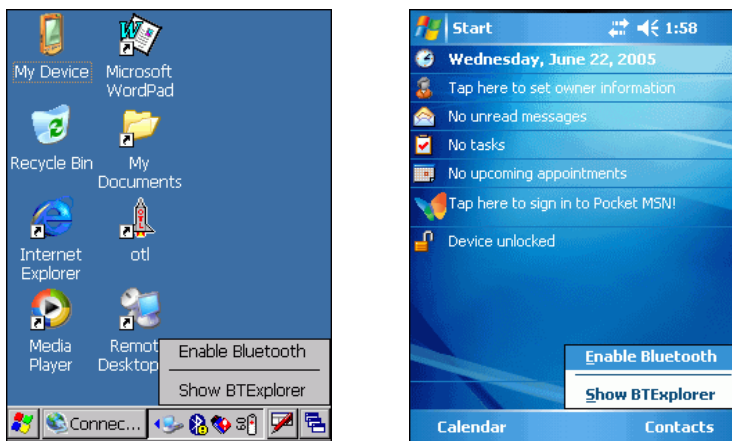 My Device
Microsoft
WordPad
Recycle Bin
My
Documents
Internet
Explorer
otl
Media
Player
Remot
Desktop
Enable Bluetooth
Show BTExplorer
Connec...
Start
1:58
Wednesday, June 22, 2005
Tap here to set owner information
No unread messages
No tasks
No upcoming appointments
Tap here to sign in to Pocket MSN!
Device unlocked
Enable Bluetooth
Show BTExplorer
Calendar
Contacts